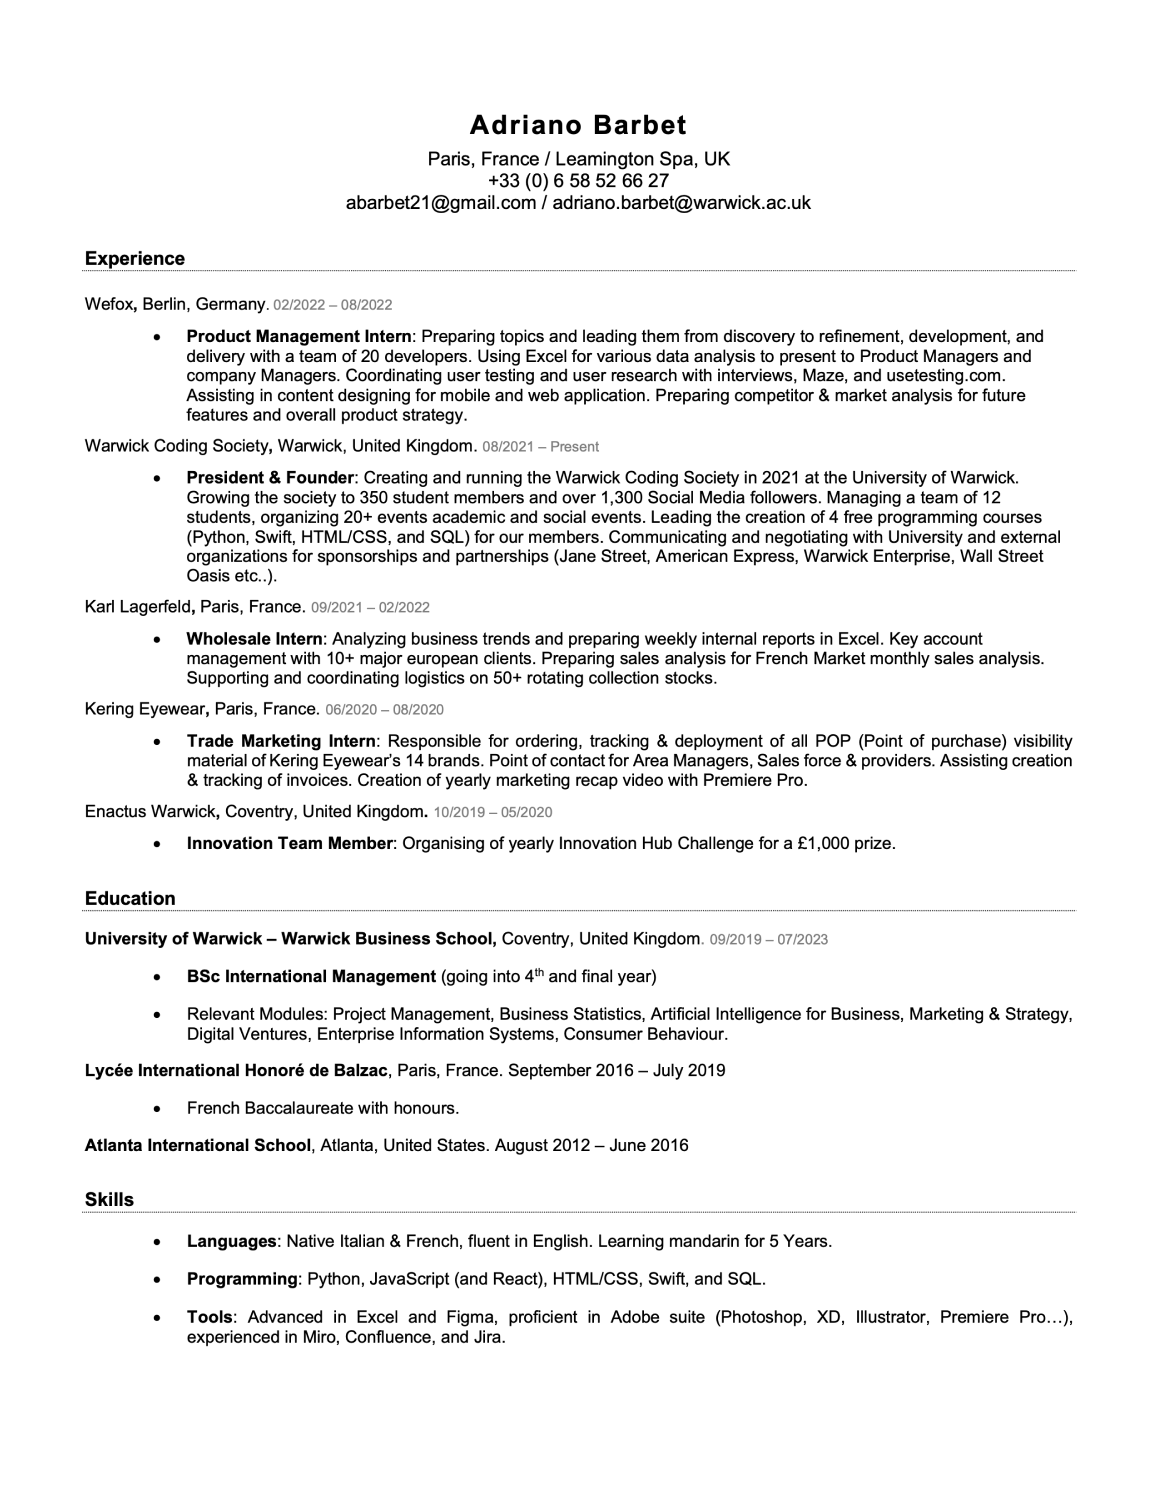 Adriano Barbet
Paris, France / Leamington Spa, UK
+33 (0) 6 58 52 66 27
abarbet21@gmail.com / adriano.barbet@warwick.ac.uk
Experience
Wefox, Berlin, Germany. 02/2022 – 08/2022
• Product Management Intern: Preparing topics and leading them from discovery to refinement, development, and
delivery with a team of 20 developers. Using Excel for various data analysis to present to Product Managers and
company Managers. Coordinating user testing and user research with interviews, Maze, and usetesting.com.
Assisting in content designing for mobile and web application. Preparing competitor & market analysis for future
features and overall product strategy.
Warwick Coding Society, Warwick, United Kingdom. 08/2021 – Present
• President & Founder: Creating and running the Warwick Coding Society in 2021 at the University of Warwick.
Growing the society to 350 student members and over 1,300 Social Media followers. Managing a team of 12
students, organizing 20+ events academic and social events. Leading the creation of 4 free programming courses
(Python, Swift, HTML/CSS, and SQL) for our members. Communicating and negotiating with University and external
organizations for sponsorships and partnerships (Jane Street, American Express, Warwick Enterprise, Wall Street
Oasis etc..).
Karl Lagerfeld, Paris, France. 09/2021 – 02/2022
• Wholesale Intern: Analyzing business trends and preparing weekly internal reports in Excel. Key account
management with 10+ major european clients. Preparing sales analysis for French Market monthly sales analysis.
Supporting and coordinating logistics on 50+ rotating collection stocks.
Kering Eyewear, Paris, France. 06/2020 – 08/2020
• Trade Marketing Intern: Responsible for ordering, tracking & deployment of all POP (Point of purchase) visibility
material of Kering Eyewear's 14 brands. Point of contact for Area Managers, Sales force & providers. Assisting creation
& tracking of invoices. Creation of yearly marketing recap video with Premiere Pro.
Enactus Warwick, Coventry, United Kingdom. 10/2019 – 05/2020
• Innovation Team Member: Organising of yearly Innovation Hub Challenge for a £1,000 prize.
Education
University of Warwick – Warwick Business School, Coventry, United Kingdom. 09/2019 – 07/2023
• BSc International Management (going into 4th and final year)
• Relevant Modules: Project Management, Business Statistics, Artificial Intelligence for Business, Marketing & Strategy,
Digital Ventures, Enterprise Information Systems, Consumer Behaviour.
Lycée International Honoré de Balzac, Paris, France. September 2016 – July 2019
• French Baccalaureate with honours.
Atlanta International School, Atlanta, United States. August 2012 – June 2016
Skills
• Languages: Native Italian & French, fluent in English. Learning mandarin for 5 Years.
• Programming: Python, JavaScript (and React), HTML/CSS, Swift, and SQL.
• Tools: Advanced in Excel and Figma, proficient in Adobe suite (Photoshop, XD, Illustrator, Premiere Pro…),
experienced in Miro, Confluence, and Jira.